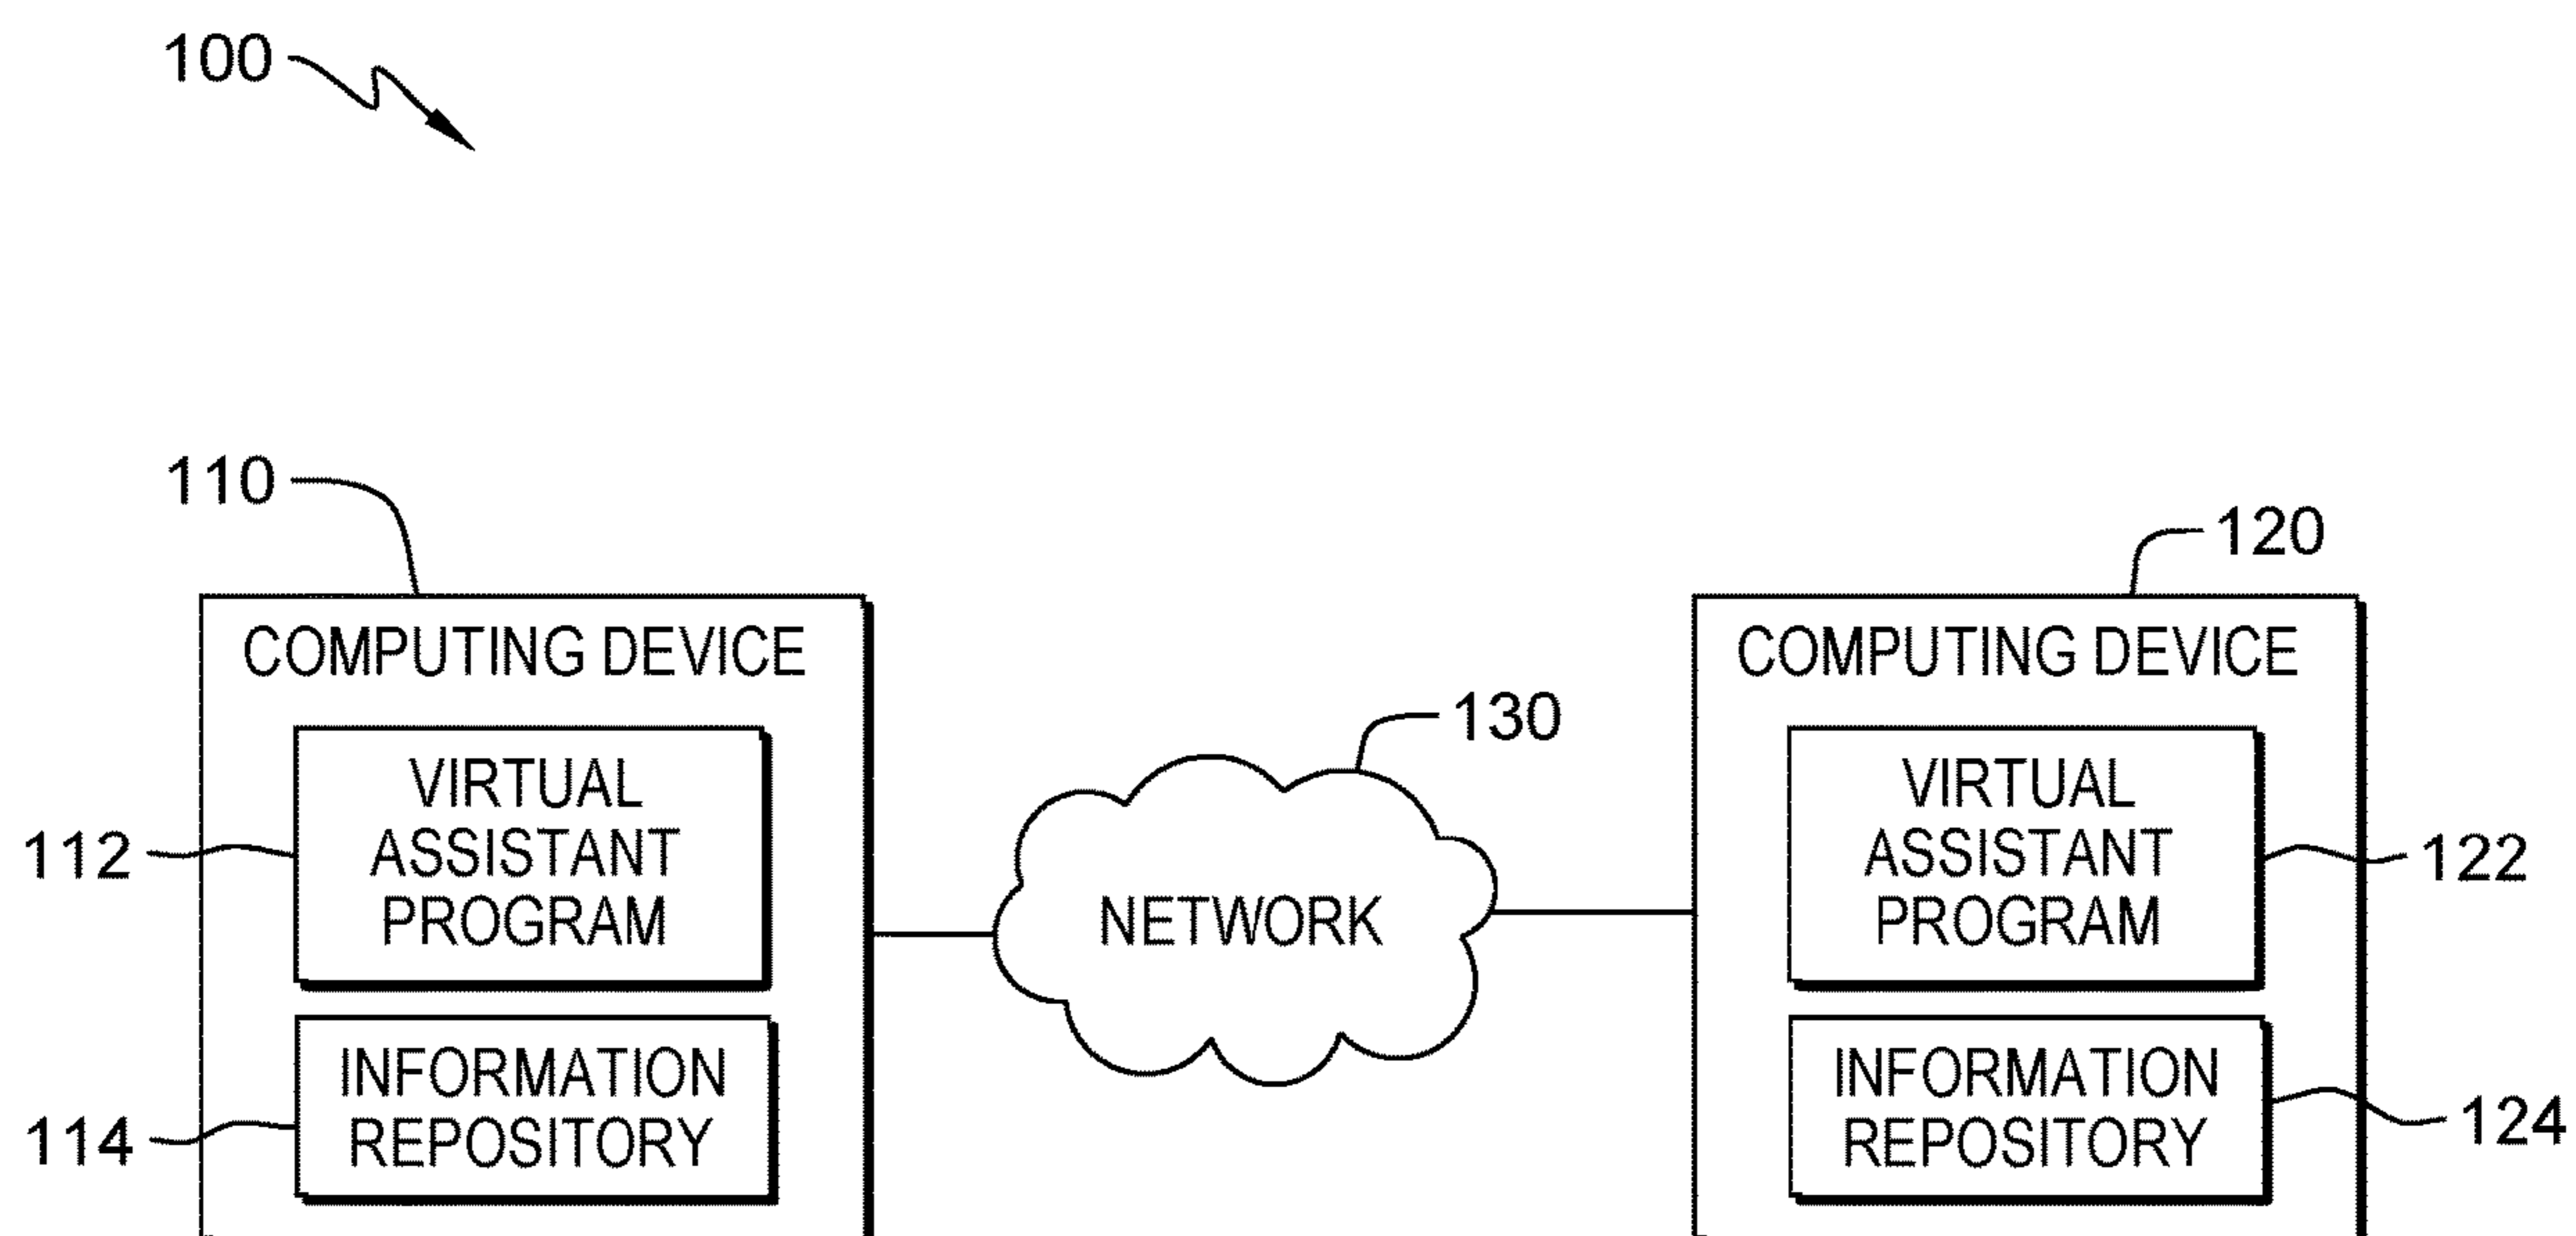 100
110
120
COMPUTING DEVICE
COMPUTING DEVICE
130
VIRTUAL
ASSISTANT
PROGRAM
112
NETWORK
VIRTUAL
ASSISTANT
PROGRAM
122
INFORMATION
REPOSITORY
114
INFORMATION
REPOSITORY
124